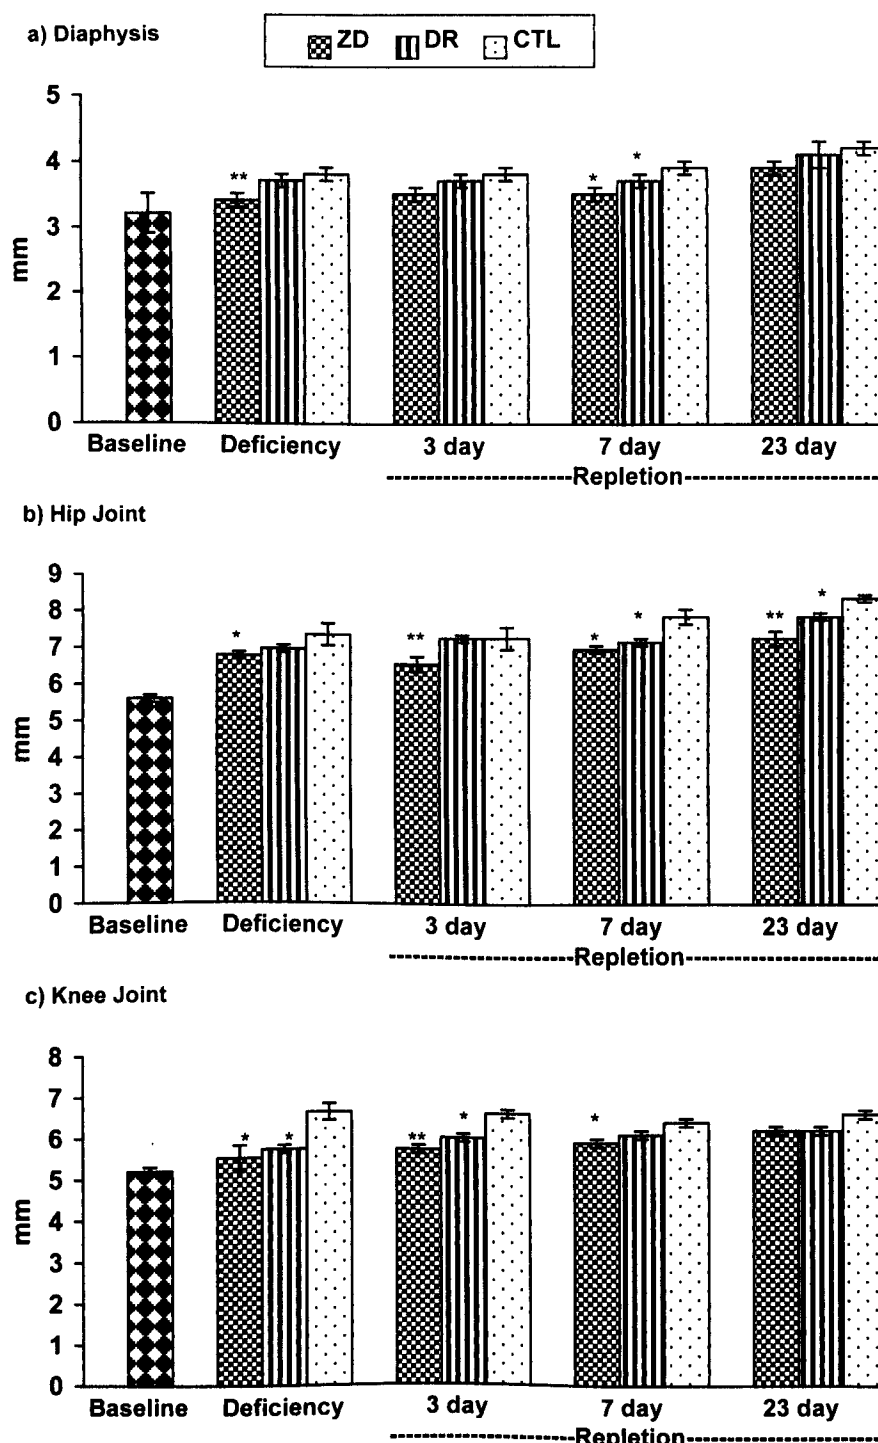 a) Diaphysis
ZD DR CTL
5
4
3
2
1
0
mm
** * *
Baseline Deficiency 3 day 7 day 23 day
Repletion
b) Hip Joint
9
8
7
6
5
4
3
2
1
0
mm
* ** * * ** *
Baseline Deficiency 3 day 7 day 23 day
Repletion
c) Knee Joint
8
7
6
5
4
3
2
1
0
mm
* * ** * *
Baseline Deficiency 3 day 7 day 23 day
Repletion